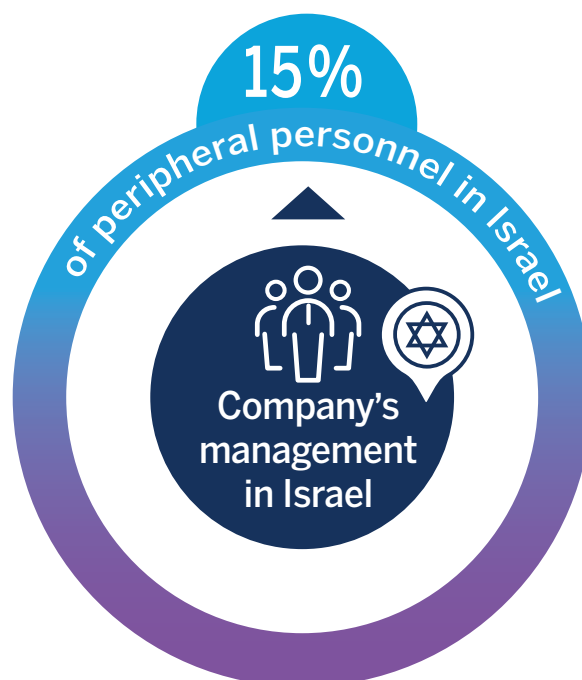 15%
of peripheral personnel in Israel
Company's
management
in Israel